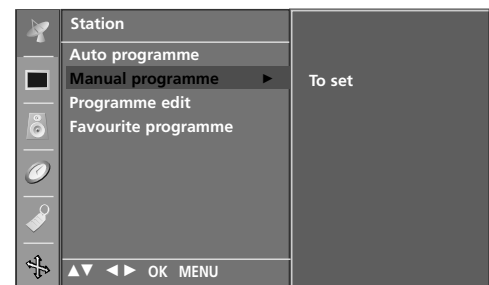 Station
Auto programme
Manual programme ►
To set
Programme edit
Favourite programme
▲▼ ◄► OK MENU